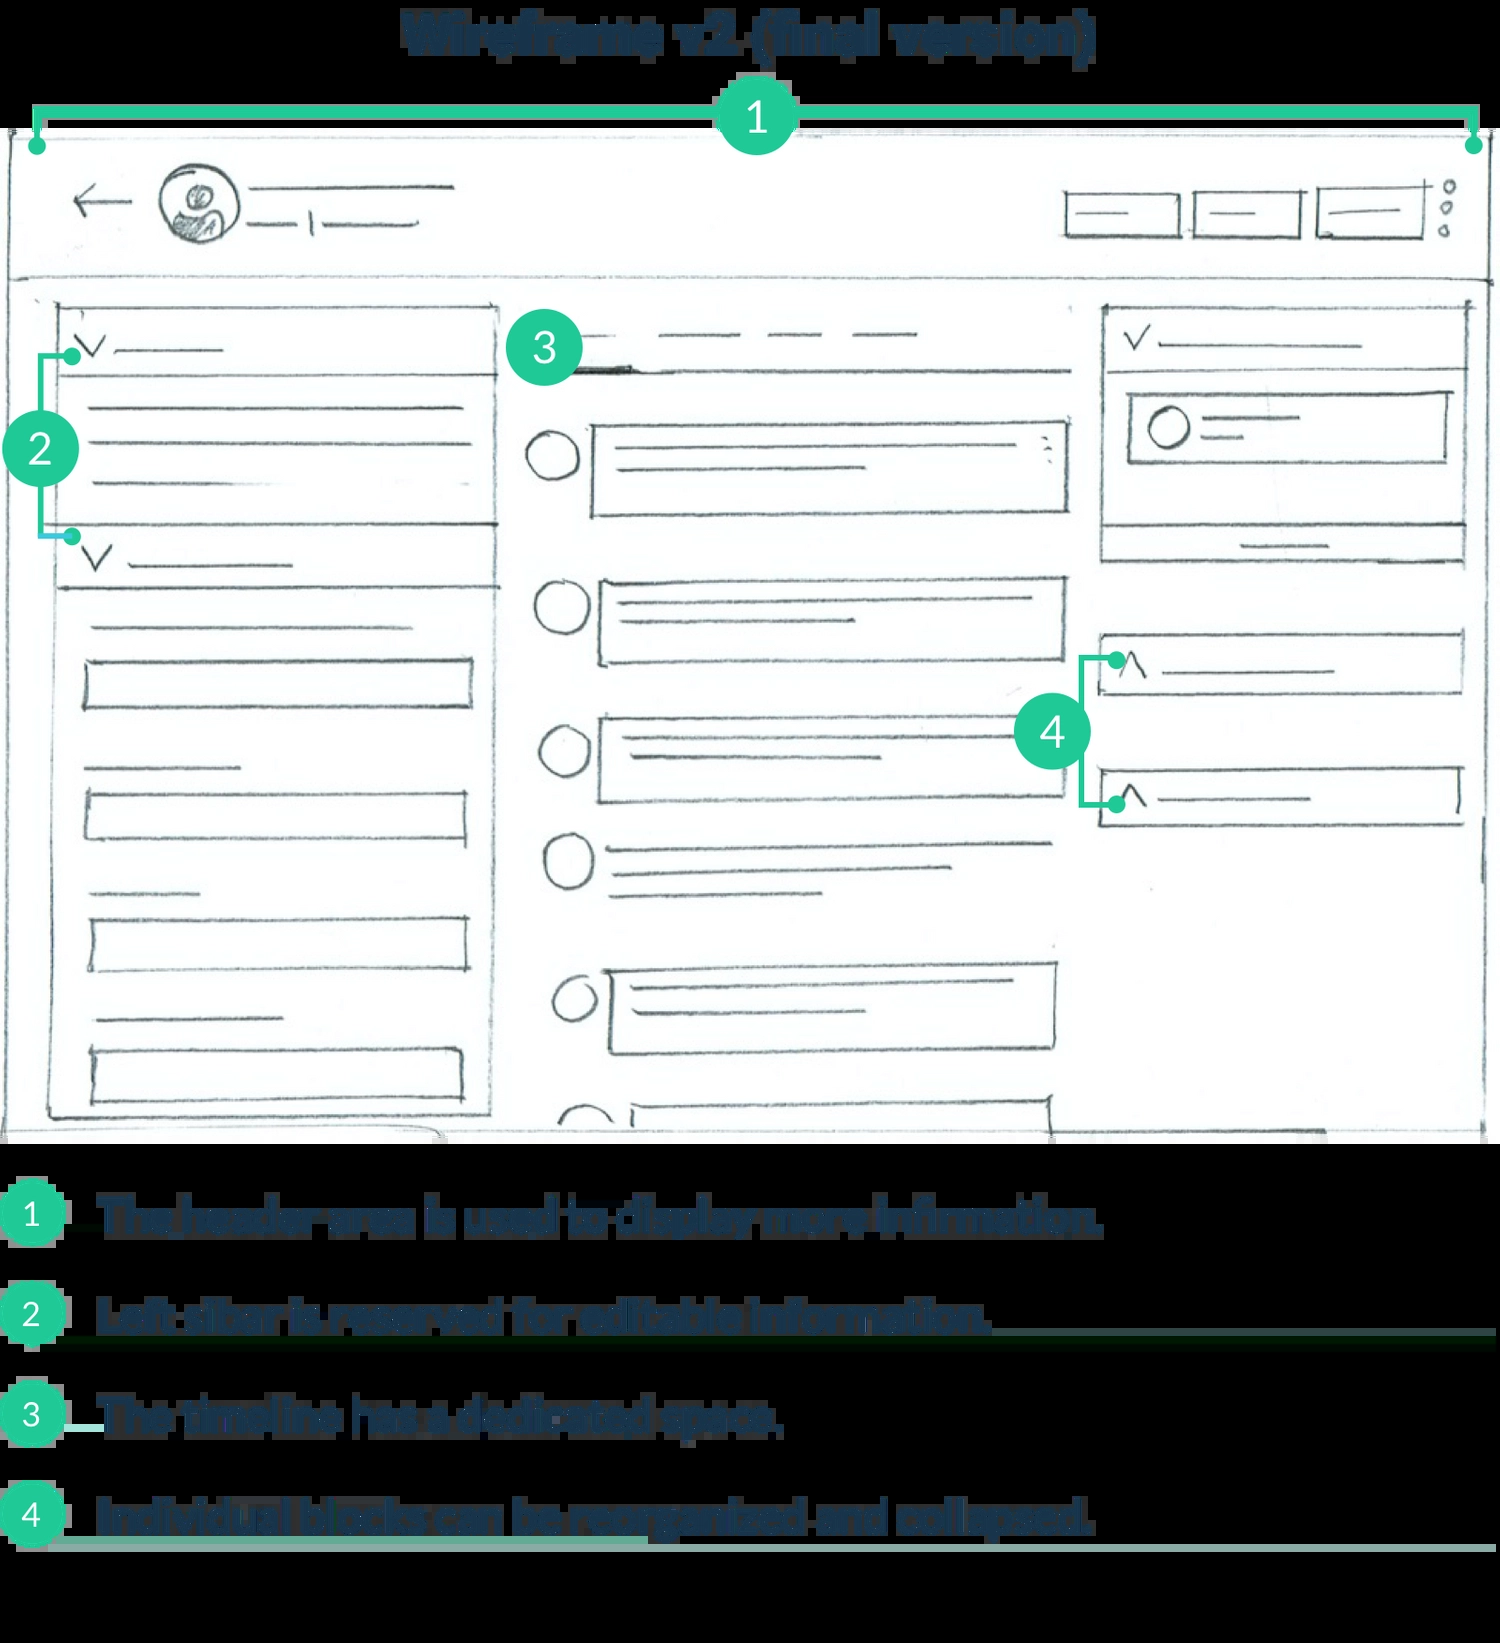 Wireframe v2 (final version)
1
3
2
4
1 The header area is used to display more infirmation.
2 Left sibar is reserved for editable information.
3 The timeline has a dedicated space.
4 Individual blocks can be reorganized and collapsed.